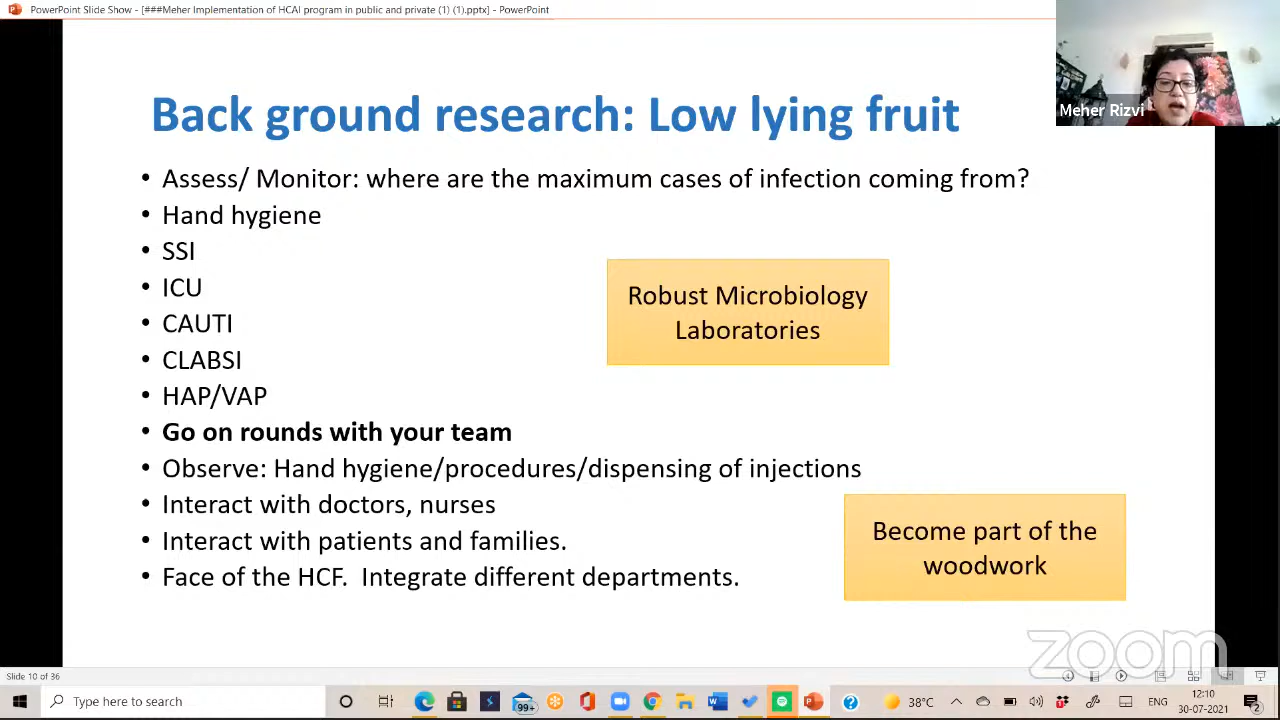 PowerPoint Slide Show - [###Meher Implementation of HCAI program in public and private (1) (1).pptx] - PowerPoint
Meher Rizvi
Back ground research: Low lying fruit
• Assess/ Monitor: where are the maximum cases of infection coming from?
• Hand hygiene
• SSI
• ICU
• CAUTI
• CLABSI
• HAP/VAP
• Go on rounds with your team
• Observe: Hand hygiene/procedures/dispensing of injections
• Interact with doctors, nurses
• Interact with patients and families.
• Face of the HCF.  Integrate different departments.
Robust Microbiology
Laboratories
Become part of the
woodwork
zoom
Slide 10 of 36
Type here to search
99+
38°C
ENG
12:10
30-07-2021
2